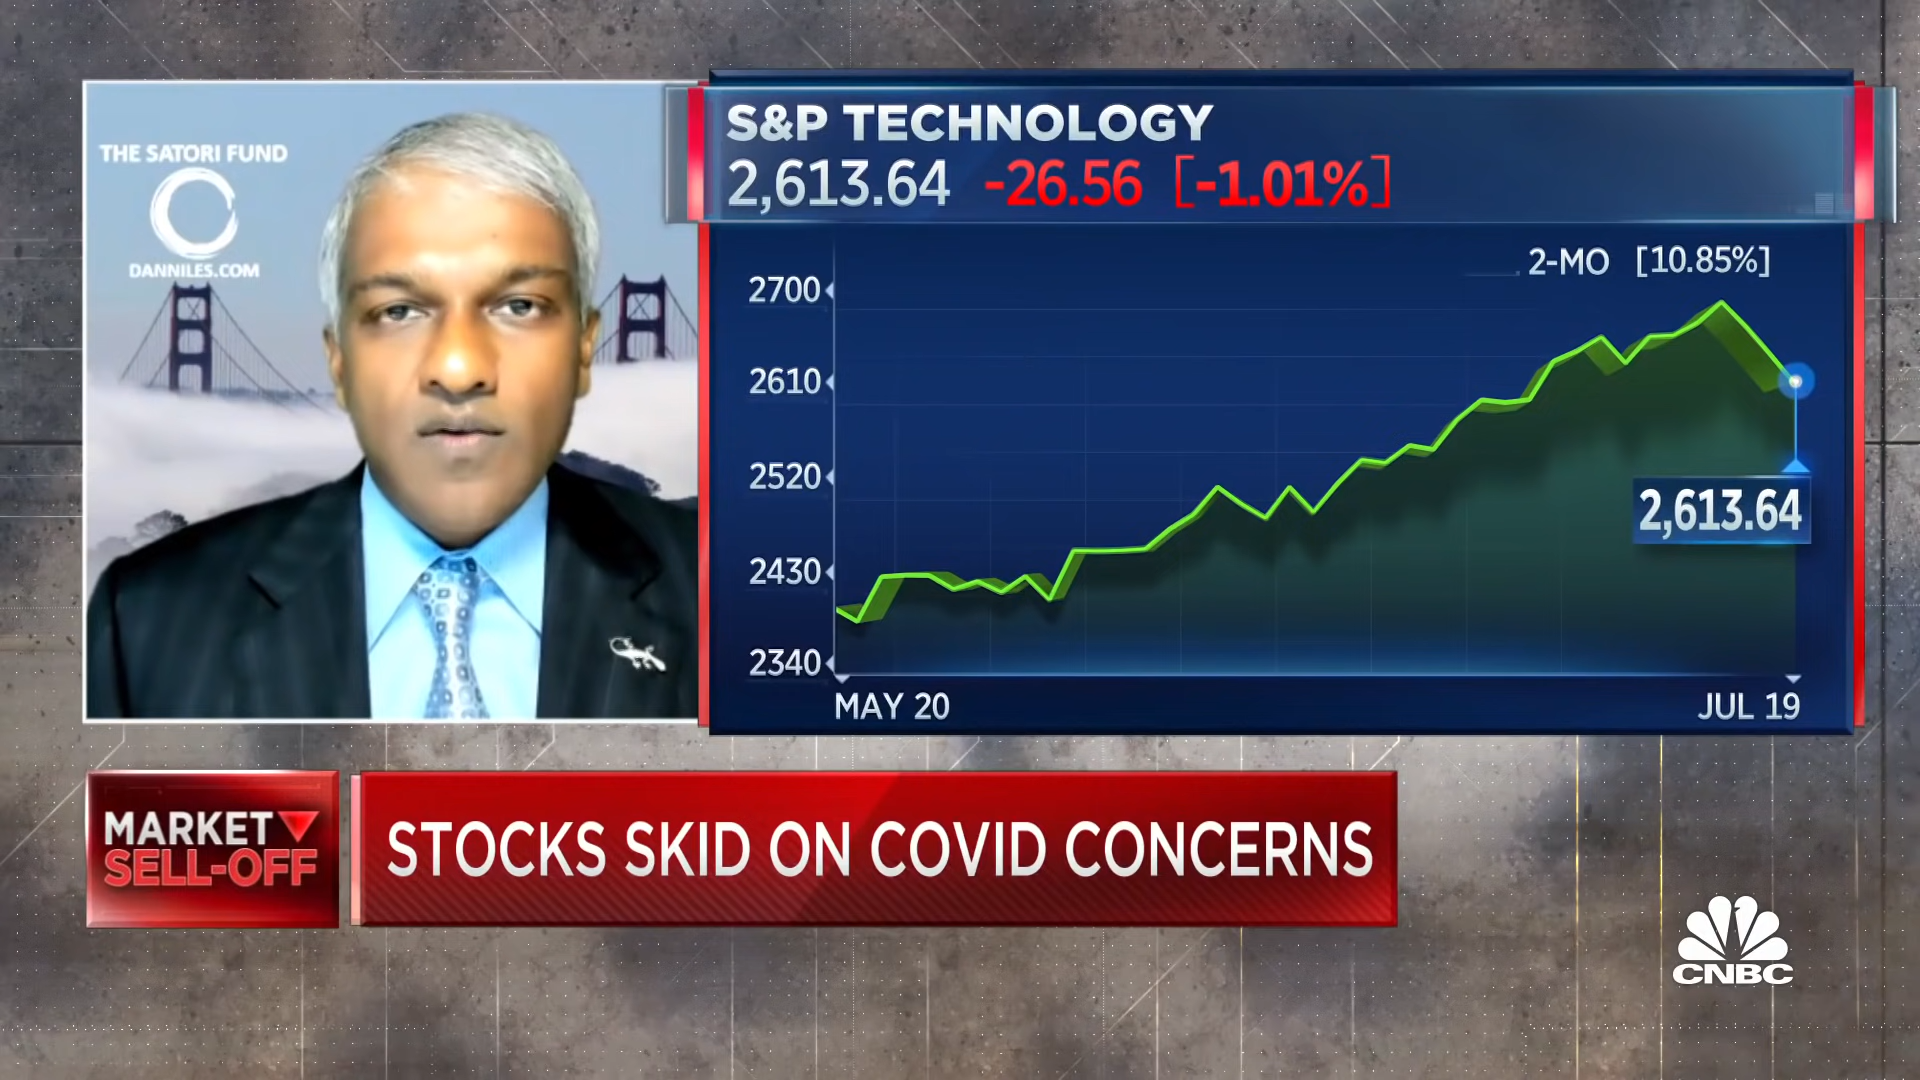 THE SATORI FUND
DANNILES.COM
S&P TECHNOLOGY
2,613.64 -26.56 [-1.01%]
2-MO [10.85%]
2700
2610
2520
2430
2340
2,613.64
MAY 20
JUL 19
MARKET
SELL-OFF
STOCKS SKID ON COVID CONCERNS
CNBC